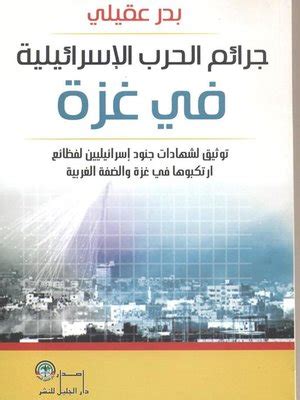 بدر عقيلي
جرائم الحرب الإسرائيلية
في غزة
توثيق لشهادات جنود إسرائيليين لفظائع
ارتكبوها في غزة والضفة الغربية
إصدار
دار الجليل للنشر